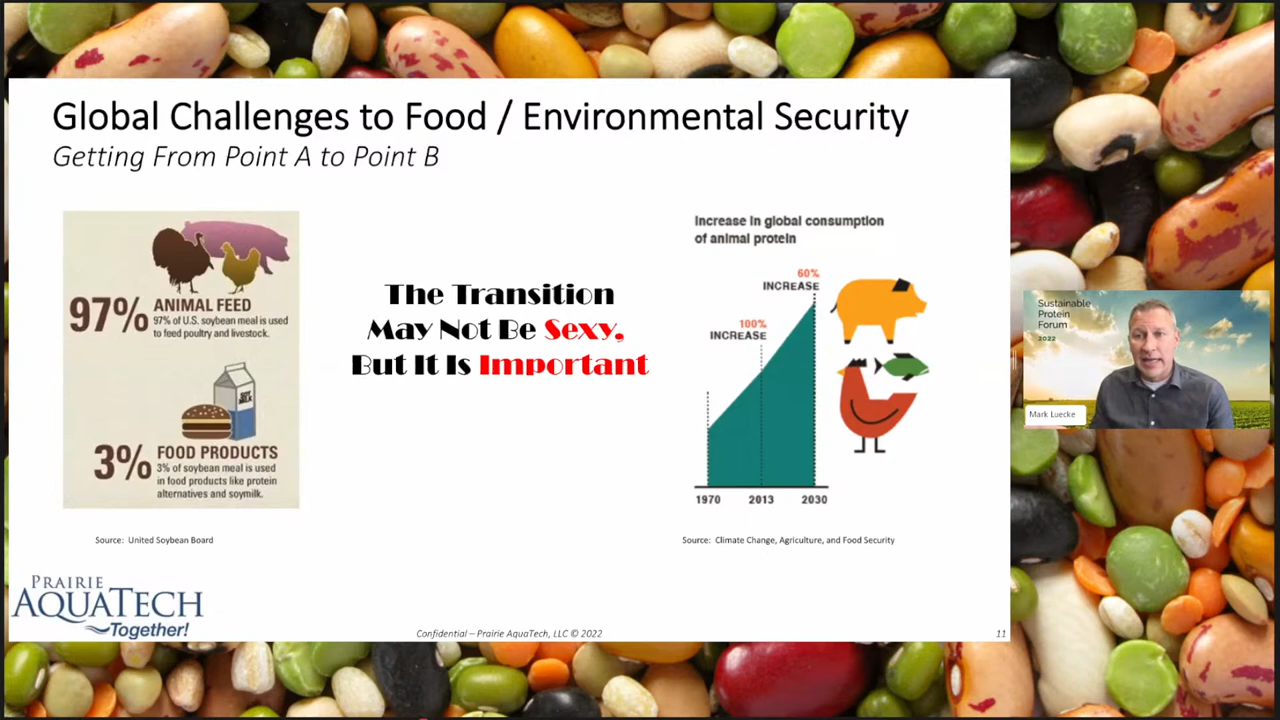 Global Challenges to Food / Environmental Security
Getting From Point A to Point B
97%
ANIMAL FEED
97% of U.S. soybean meal is used
to feed poultry and livestock.
SOY
MILK
3%
FOOD PRODUCTS
3% of soybean meal is used
in food products like protein
alternatives and soymilk.
Source: United Soybean Board
The Transition
May Not Be Sexy,
But It Is Important
Increase in global consumption
of animal protein
60%
INCREASE
100%
INCREASE
1970 2013 2030
Source: Climate Change, Agriculture, and Food Security
PRAIRIE
AQUATECH
Together!
Confidential – Prairie AquaTech, LLC © 2022
11
Sustainable
Protein
Forum
2022
Mark Luecke